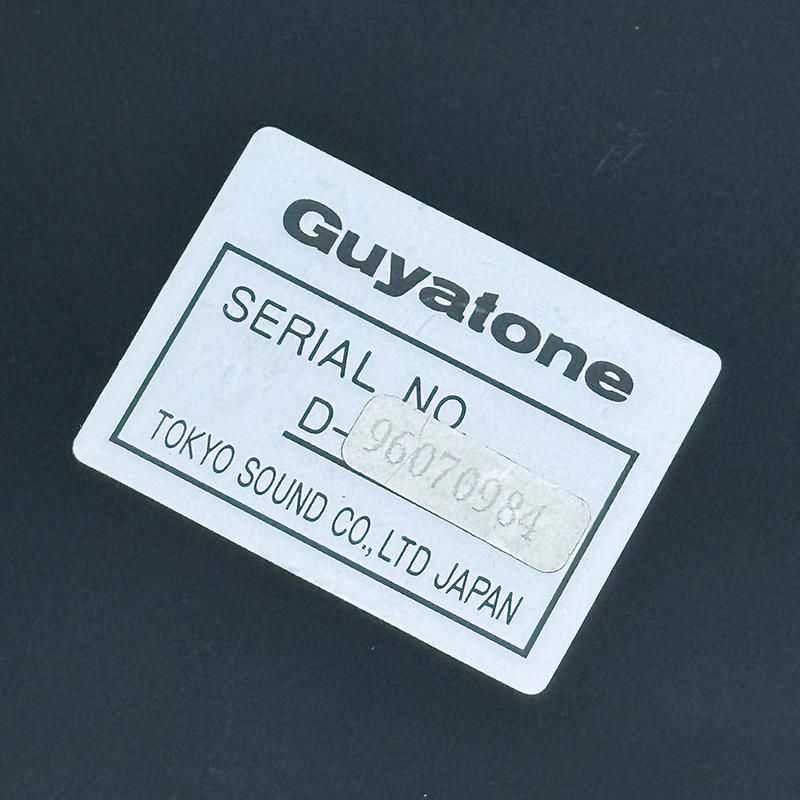 Guyatone
SERIAL NO
D-96070984
TOKYO SOUND CO.,LTD JAPAN